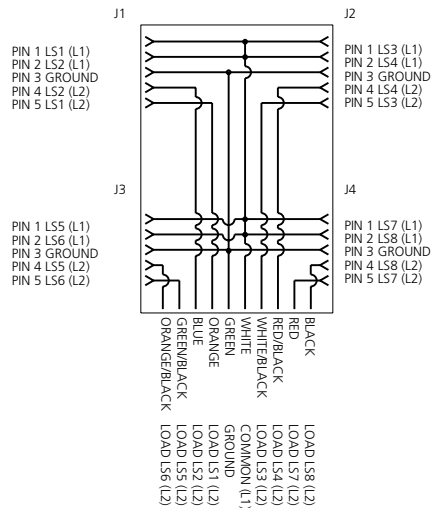 J1
PIN 1 LS1 (L1)
PIN 2 LS2 (L1)
PIN 3 GROUND
PIN 4 LS2 (L2)
PIN 5 LS1 (L2)
J2
PIN 1 LS3 (L1)
PIN 2 LS4 (L1)
PIN 3 GROUND
PIN 4 LS4 (L2)
PIN 5 LS3 (L2)
J3
PIN 1 LS5 (L1)
PIN 2 LS6 (L1)
PIN 3 GROUND
PIN 4 LS5 (L2)
PIN 5 LS6 (L2)
J4
PIN 1 LS7 (L1)
PIN 2 LS8 (L1)
PIN 3 GROUND
PIN 4 LS8 (L2)
PIN 5 LS7 (L2)
ORANGE/BLACK LOAD LS6 (L2)
GREEN/BLACK LOAD LS5 (L2)
BLUE LOAD LS2 (L2)
ORANGE LOAD LS1 (L2)
GREEN GROUND
WHITE COMMON (L1)
WHITE/BLACK LOAD LS3 (L2)
RED/BLACK LOAD LS4 (L2)
RED LOAD LS7 (L2)
BLACK LOAD LS8 (L2)